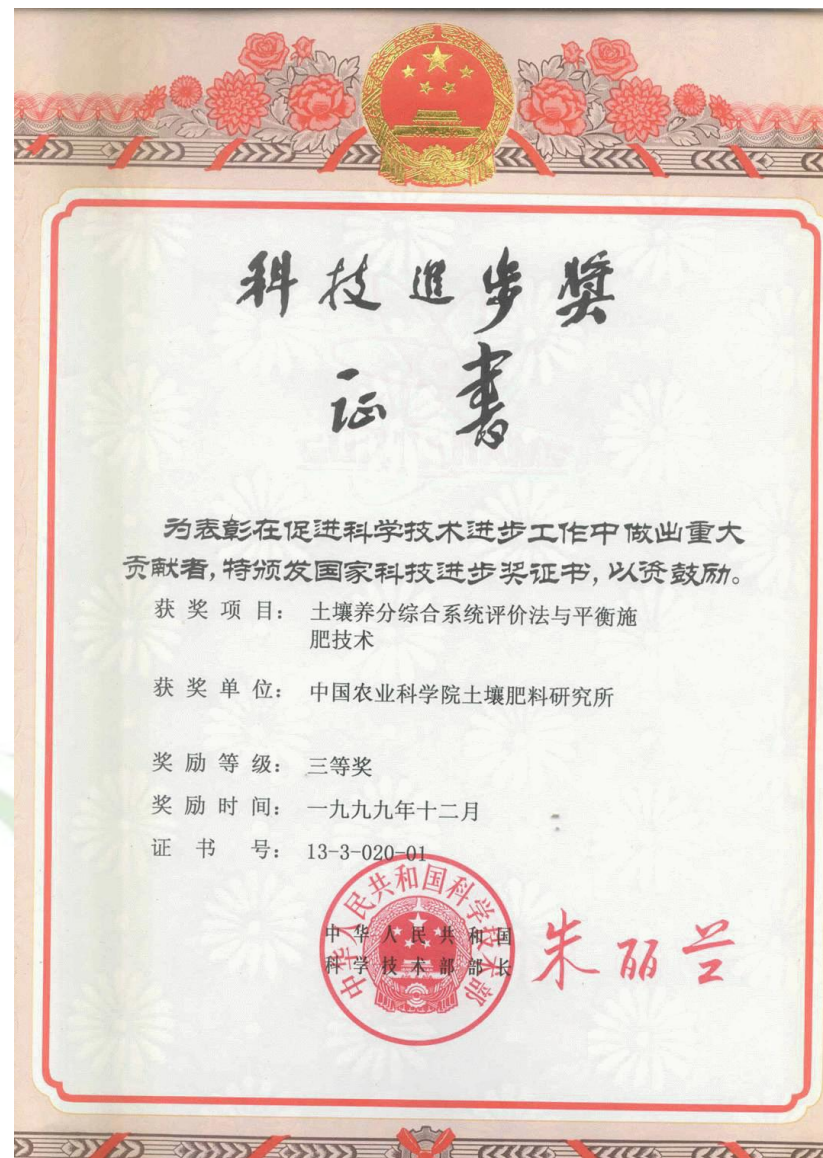 科技進步奬
证書
为表彰在促进科学技术进步工作中做出重大
贡献者,特颁发国家科技进步奖证书,以资鼓励。
获奖项目: 土壤养分综合系统评价法与平衡施
肥技术
获奖单位: 中国农业科学院土壤肥料研究所
奖励等级: 三等奖
奖励时间: 一九九九年十二月
证书号: 13-3-020-01
中华人民共和国科学技术部
中华人民共和国
科学技术部部长
朱丽兰